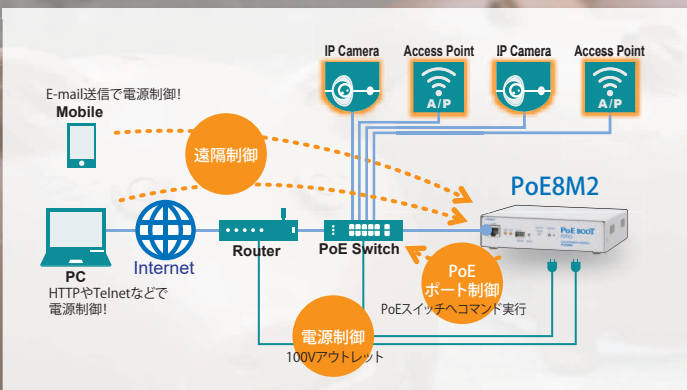 IP Camera
Access Point
IP Camera
Access Point
A/P
A/P
E-mail送信で電源制御!
Mobile
遠隔制御
PoE8M2
PoE BOOT
Router
PoE Switch
Internet
PC
HTTPやTelnetなどで
電源制御!
PoE
ポート制御
PoEスイッチへコマンド実行
電源制御
100Vアウトレット